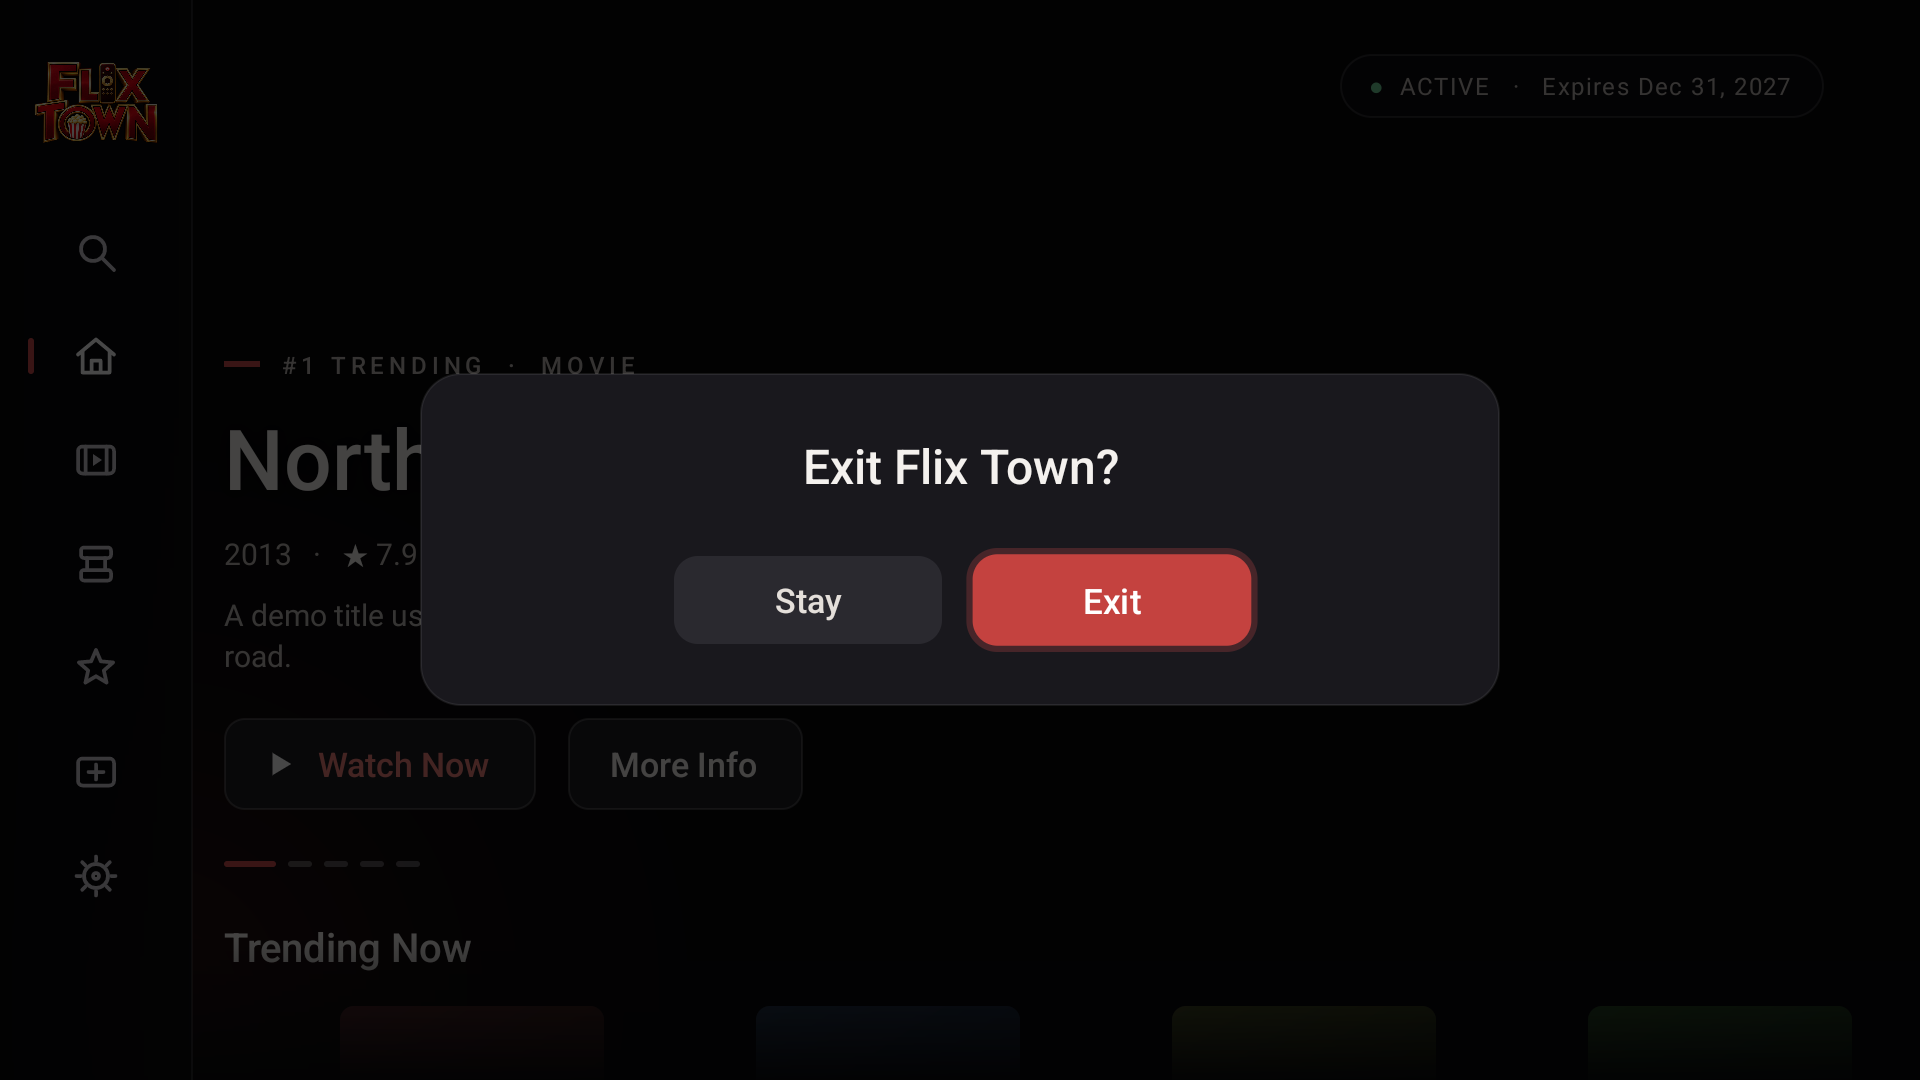 FLIX
TOWN
ACTIVE · Expires Dec 31, 2027
#1 TRENDING · MOVIE
North
Exit Flix Town?
2013 · ★ 7.9
Stay
Exit
A demo title us
road.
Watch Now
More Info
Trending Now